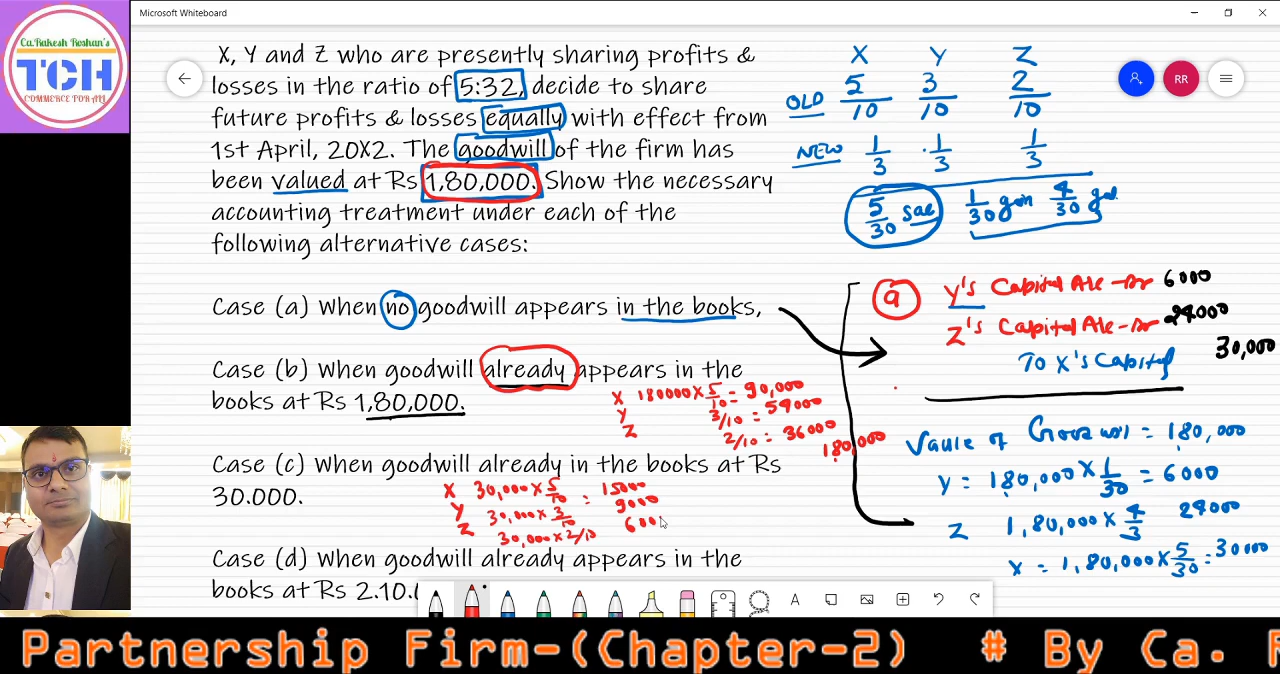 Microsoft Whiteboard
Ca.Rakesh Roshan's
TCH
COMMERCE FOR ALL
X, Y and Z who are presently sharing profits &
losses in the ratio of 5:32, decide to share
future profits & losses equally with effect from
1st April, 20X2. The goodwill of the firm has
been valued at Rs 1,80,000. Show the necessary
accounting treatment under each of the
following alternative cases:
Case (a) When no goodwill appears in the books,
Case (b) When goodwill already appears in the
books at Rs 1,80,000.
X 180000 × 5/10 = 90,000
Y 3/10 = 54000
Z 2/10 = 36000
180,000
Case (c) When goodwill already in the books at Rs
30.000.
X 30,000 × 5/10 = 15000
Y 30,000 × 3/10 9000
Z 30,000 × 2/10 6000
Case (d) When goodwill already appears in the
books at Rs 2.10.0
X Y Z
OLD 5/10 3/10 2/10
NEW 1/3 1/3 1/3
5/30 sac 1/30 gain 4/30
RR
a
Y's Capital A/c - Dr 6000
Z's Capital A/c - Dr 24000
To X's Capital 30,000
Value of Goodwill = 180,000
Y = 180,000 × 1/30 = 6000
Z 1,80,000 × 4/3 24000
X = 1,80,000 × 5/30 = 30000
A
Partnership Firm-(Chapter-2) # By Ca.